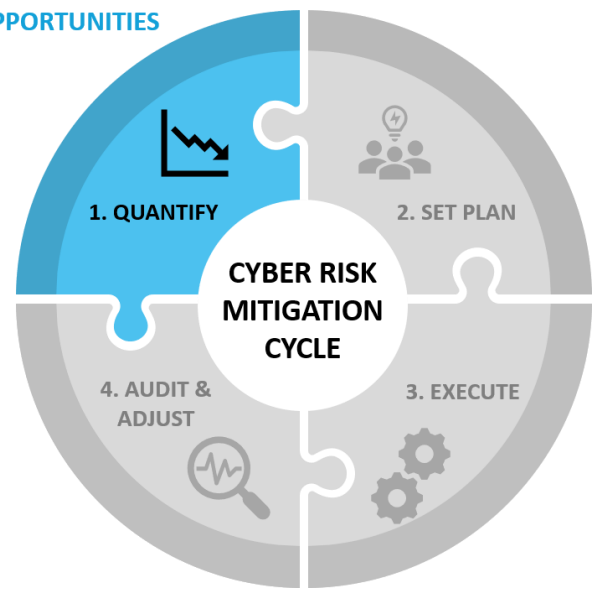 PPORTUNITIES
1. QUANTIFY
2. SET PLAN
CYBER RISK
MITIGATION
CYCLE
4. AUDIT &
ADJUST
3. EXECUTE